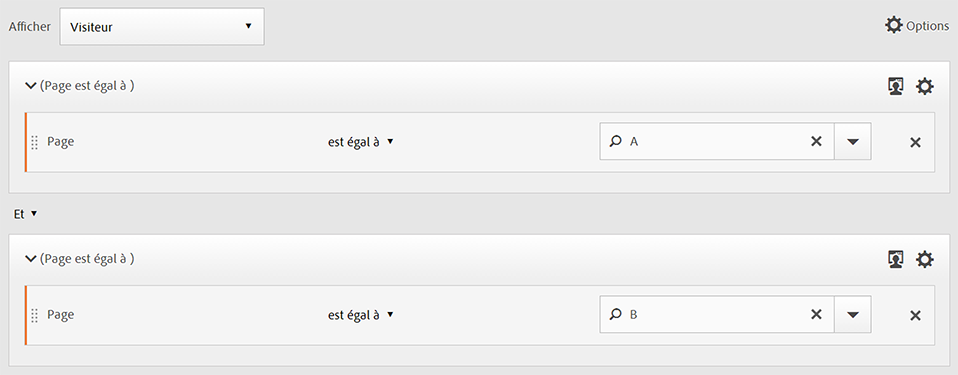 Afficher Visiteur Options
(Page est égal à )
Page est égal à A
Et
(Page est égal à )
Page est égal à B